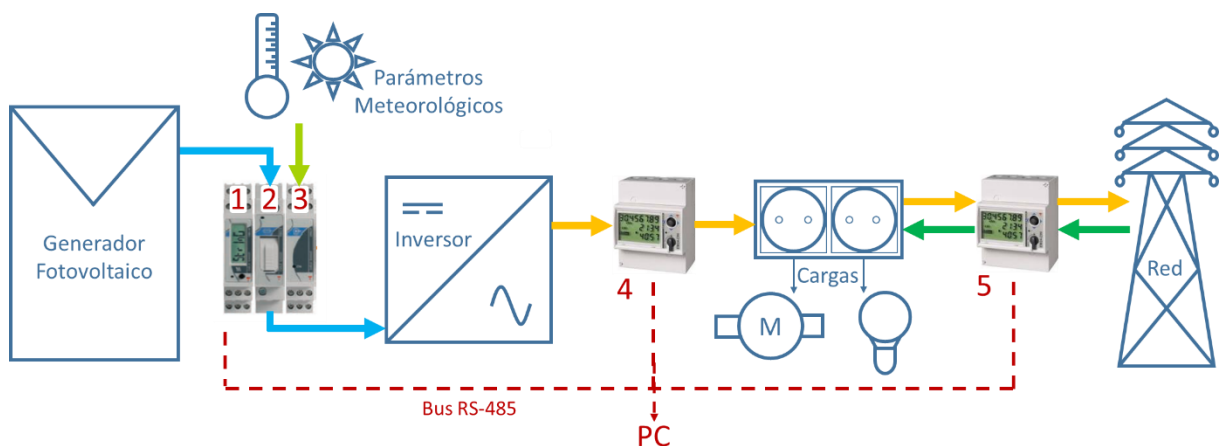 Parámetros
Meteorológicos
1 2 3
Generador
Fotovoltaico
Inversor
4
Cargas
M
5
Red
Bus RS-485
PC